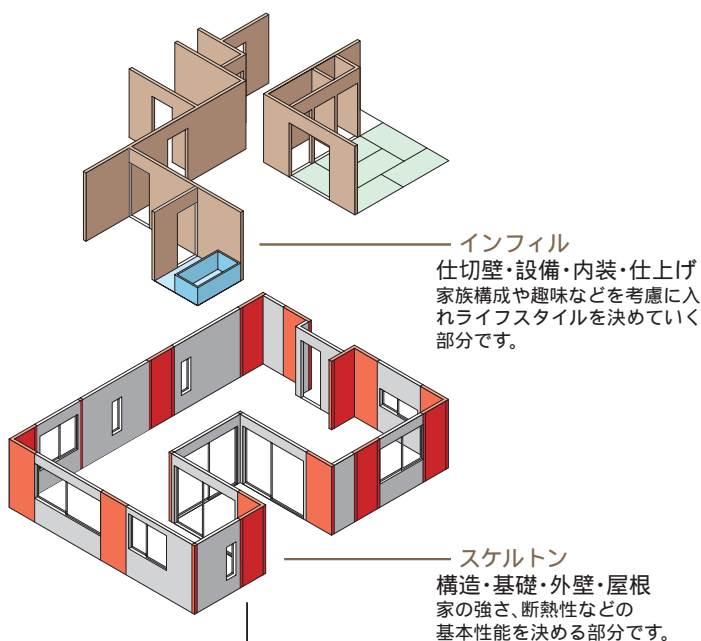 インフィル
仕切壁・設備・内装・仕上げ
家族構成や趣味などを考慮に入
れライフスタイルを決めていく
部分です。
スケルトン
構造・基礎・外壁・屋根
家の強さ、断熱性などの
基本性能を決める部分です。